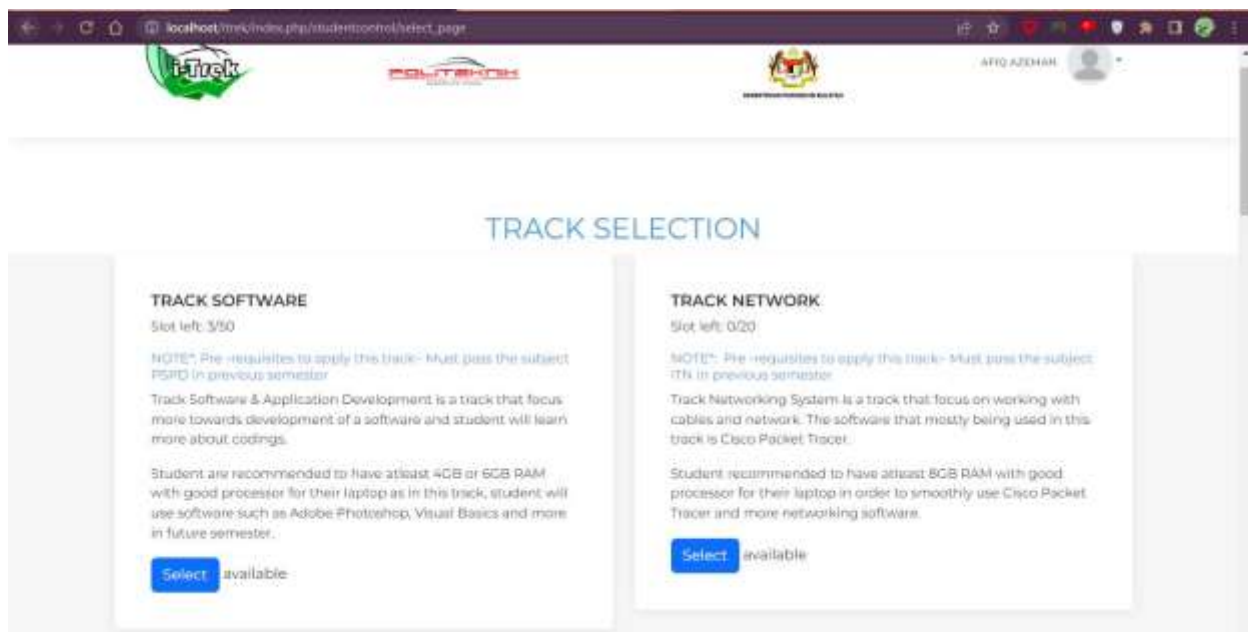 localhost/itrek/index.php/studentcontrol/select_page
i-Trek
POLITEKNIK
AFIQ AZEMAN
TRACK SELECTION
TRACK SOFTWARE
Slot left: 3/50
NOTE*: Pre -requisites to apply this track- Must pass the subject
PSPD in previous semester
Track Software & Application Development is a track that focus
more towards development of a software and student will learn
more about codings.
Student are recommended to have atleast 4GB or 6GB RAM
with good processor for their laptop as in this track, student will
use software such as Adobe Photoshop, Visual Basics and more
in future semester.
Select available
TRACK NETWORK
Slot left: 0/20
NOTE*: Pre -requisites to apply this track- Must pass the subject
ITN in previous semester
Track Networking System is a track that focus on working with
cables and network. The software that mostly being used in this
track is Cisco Packet Tracer.
Student recommended to have atleast 8GB RAM with good
processor for their laptop in order to smoothly use Cisco Packet
Tracer and more networking software.
Select available